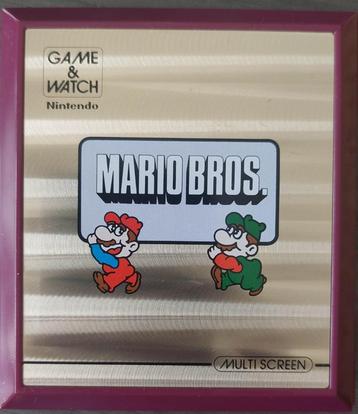 GAME
&
WATCH
Nintendo
MARIO BROS.
MULTI SCREEN